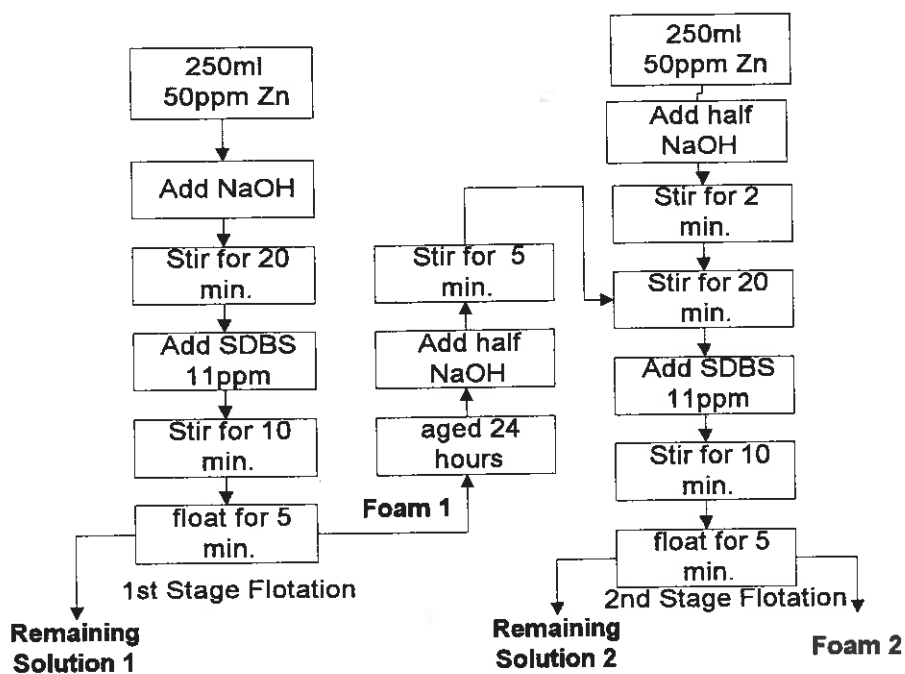 250ml
50ppm Zn
Add NaOH
Stir for 20
min.
Add SDBS
11ppm
Stir for 10
min.
float for 5
min.
1st Stage Flotation
Remaining
Solution 1
Foam 1
aged 24
hours
Add half
NaOH
Stir for 5
min.
250ml
50ppm Zn
Add half
NaOH
Stir for 2
min.
Stir for 20
min.
Add SDBS
11ppm
Stir for 10
min.
float for 5
min.
2nd Stage Flotation
Remaining
Solution 2
Foam 2